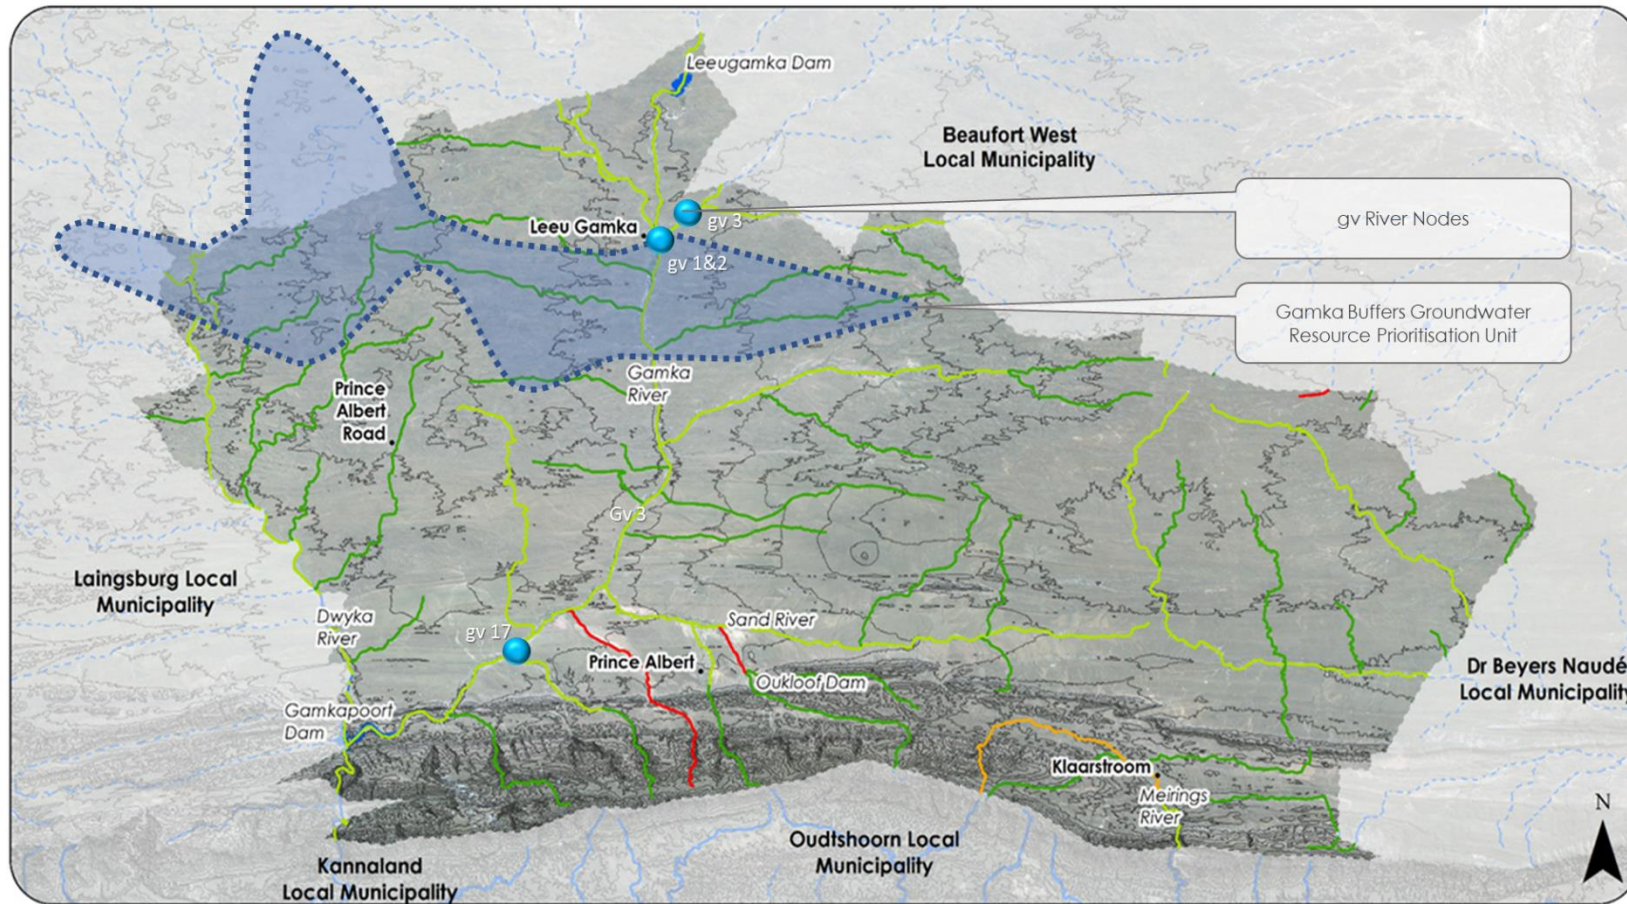 Leeugamka Dam
Beaufort West
Local Municipality
gv River Nodes
gv 3
Leeu Gamka
gv 1&2
Gamka Buffers Groundwater
Resource Prioritisation Unit
Gamka
River
Prince
Albert
Road
Gv 3
Laingsburg Local
Municipality
Dwyka
River
gv 17
Sand River
Prince Albert
Oukloof Dam
Dr Beyers Naudé
Local Municipality
Gamkapoort
Dam
Klaarstroom
Meirings
River
N
Oudtshoorn Local
Municipality
Kannaland
Local Municipality